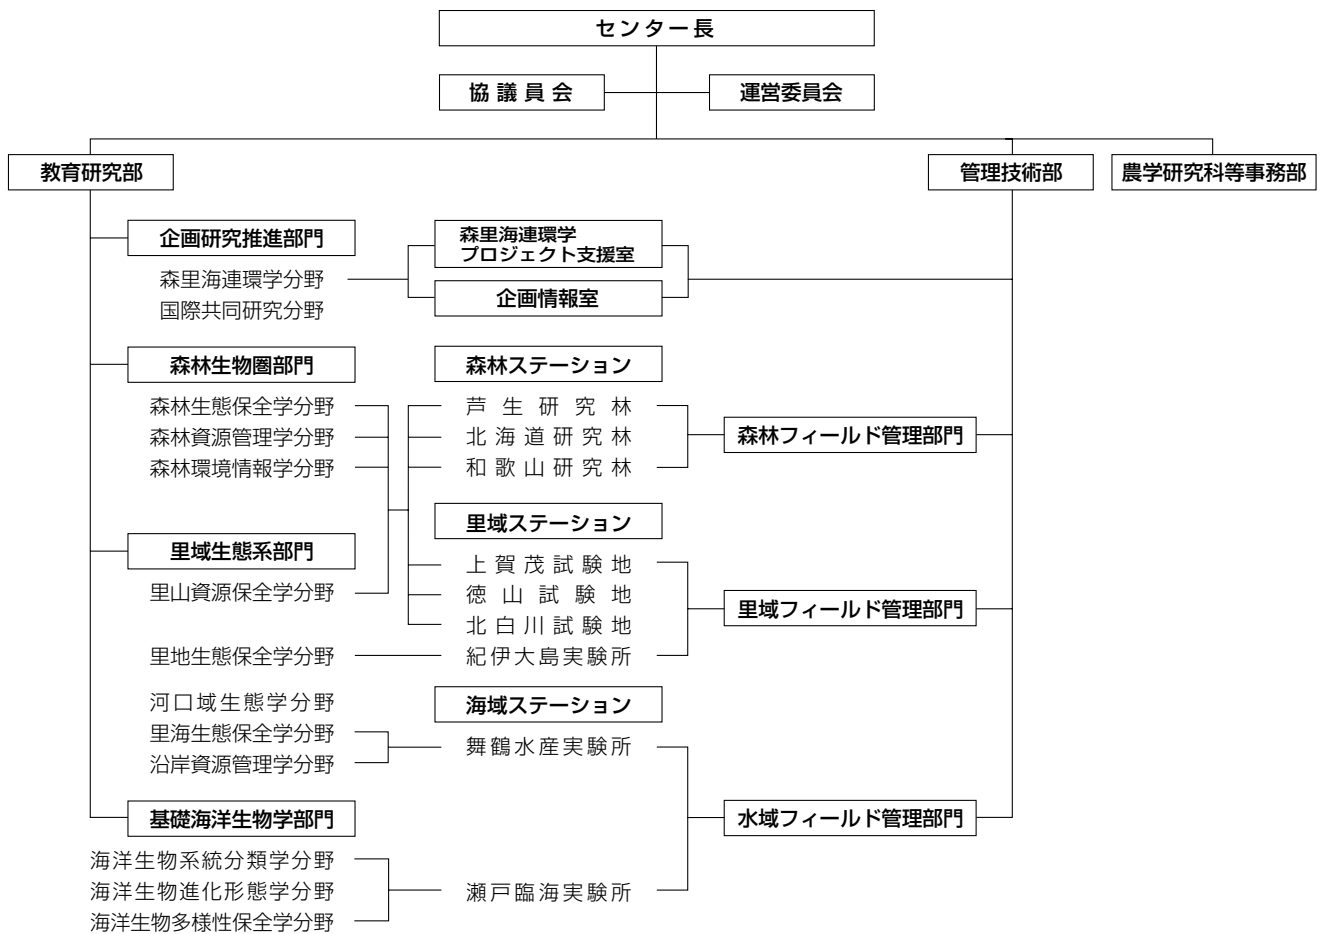 センター長
協議員会
運営委員会
教育研究部
管理技術部
農学研究科等事務部
企画研究推進部門
森里海連環学分野
国際共同研究分野
森里海連環学
プロジェクト支援室
企画情報室
森林生物圏部門
森林生態保全学分野
森林資源管理学分野
森林環境情報学分野
森林ステーション
芦生研究林
北海道研究林
和歌山研究林
森林フィールド管理部門
里域生態系部門
里山資源保全学分野
里地生態保全学分野
河口域生態学分野
里海生態保全学分野
沿岸資源管理学分野
里域ステーション
上賀茂試験地
徳山試験地
北白川試験地
紀伊大島実験所
里域フィールド管理部門
海域ステーション
舞鶴水産実験所
水域フィールド管理部門
基礎海洋生物学部門
海洋生物系統分類学分野
海洋生物進化形態学分野
海洋生物多様性保全学分野
瀬戸臨海実験所